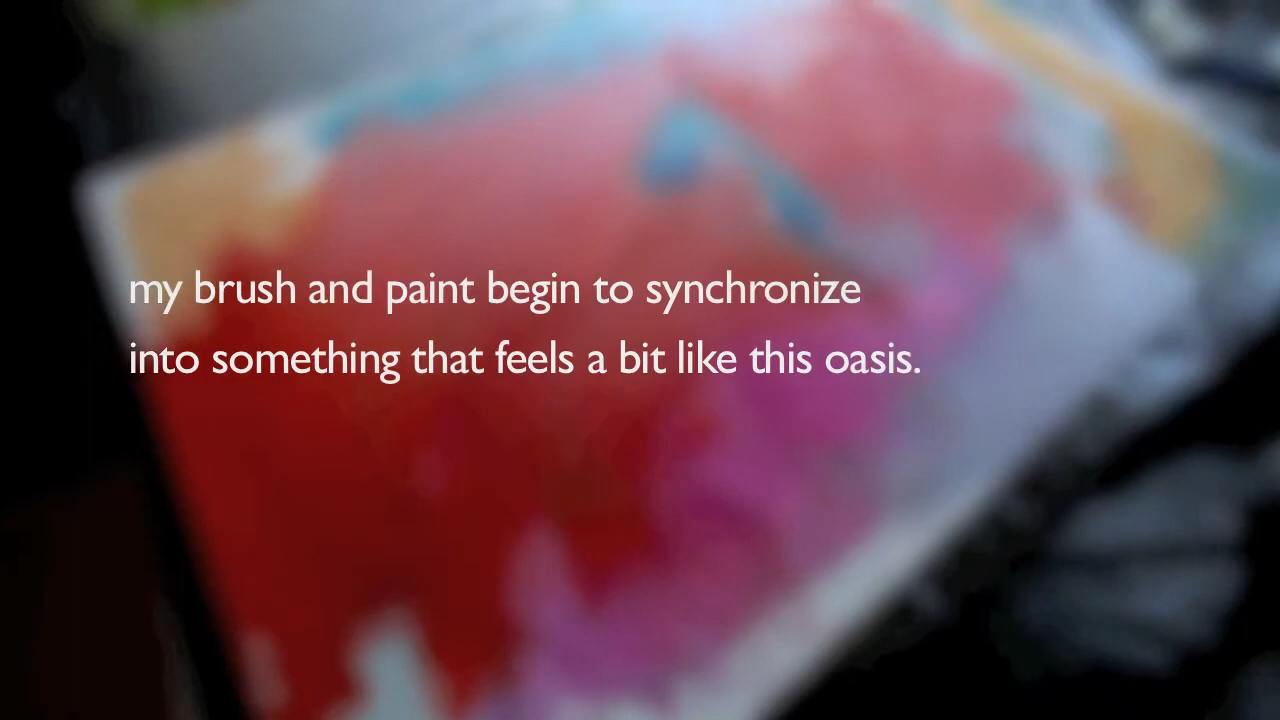 my brush and paint begin to synchronize
into something that feels a bit like this oasis.